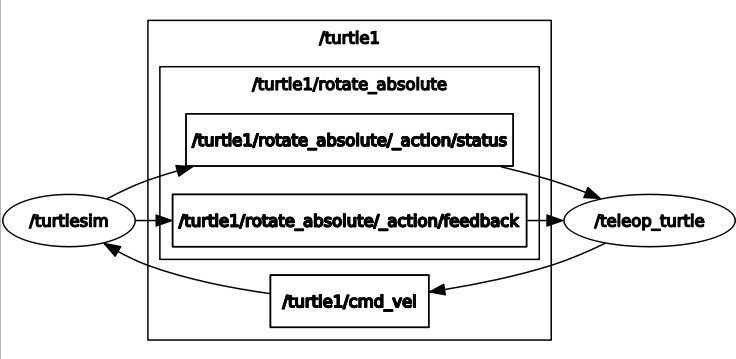 /turtle1
/turtle1/rotate_absolute
/turtle1/rotate_absolute/_action/status
/turtlesim
/turtle1/rotate_absolute/_action/feedback
/teleop_turtle
/turtle1/cmd_vel